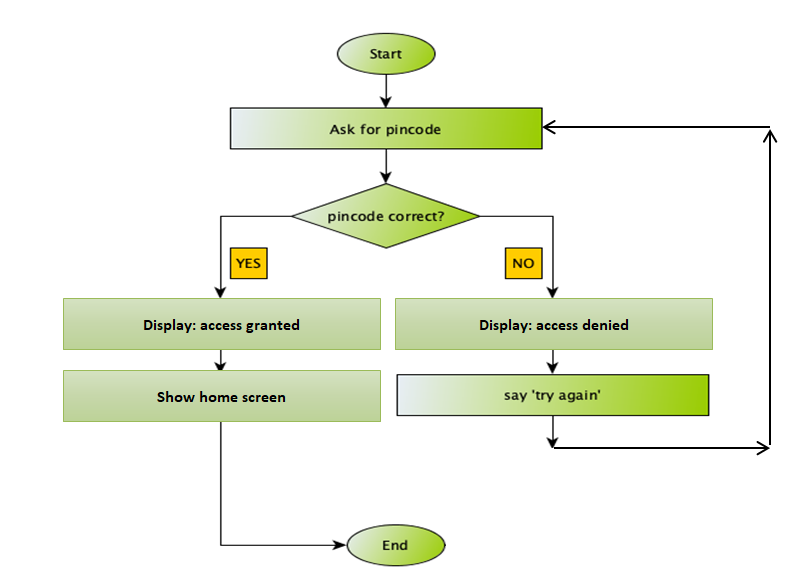 Start
Ask for pincode
pincode correct?
YES
NO
Display: access granted
Display: access denied
Show home screen
say 'try again'
End